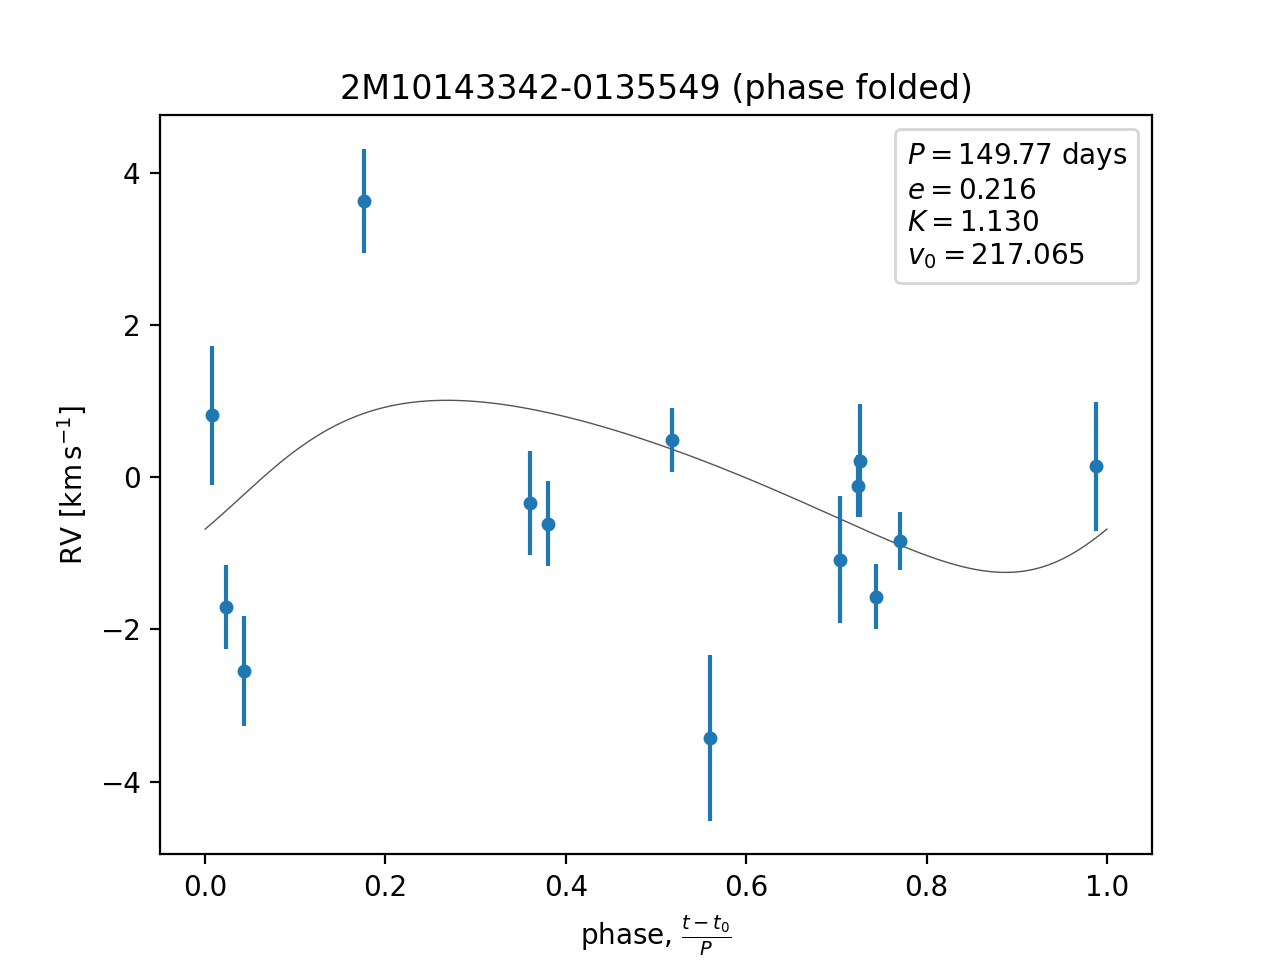 2M10143342-0135549 (phase folded)
P = 149.77 days
e = 0.216
K = 1.130
v₀ = 217.065
RV [km s⁻¹]
4
2
0
−2
−4
0.0 0.2 0.4 0.6 0.8 1.0
phase, (t − t₀)/P